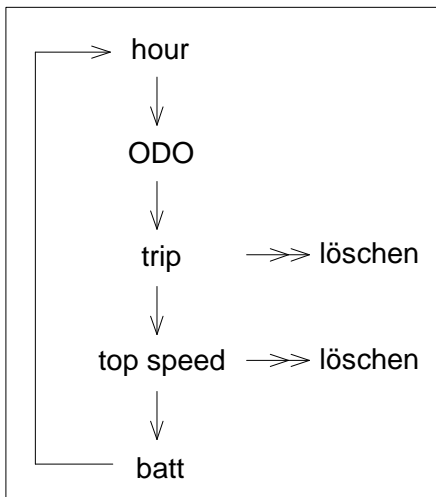 hour
ODO
trip löschen
top speed löschen
batt